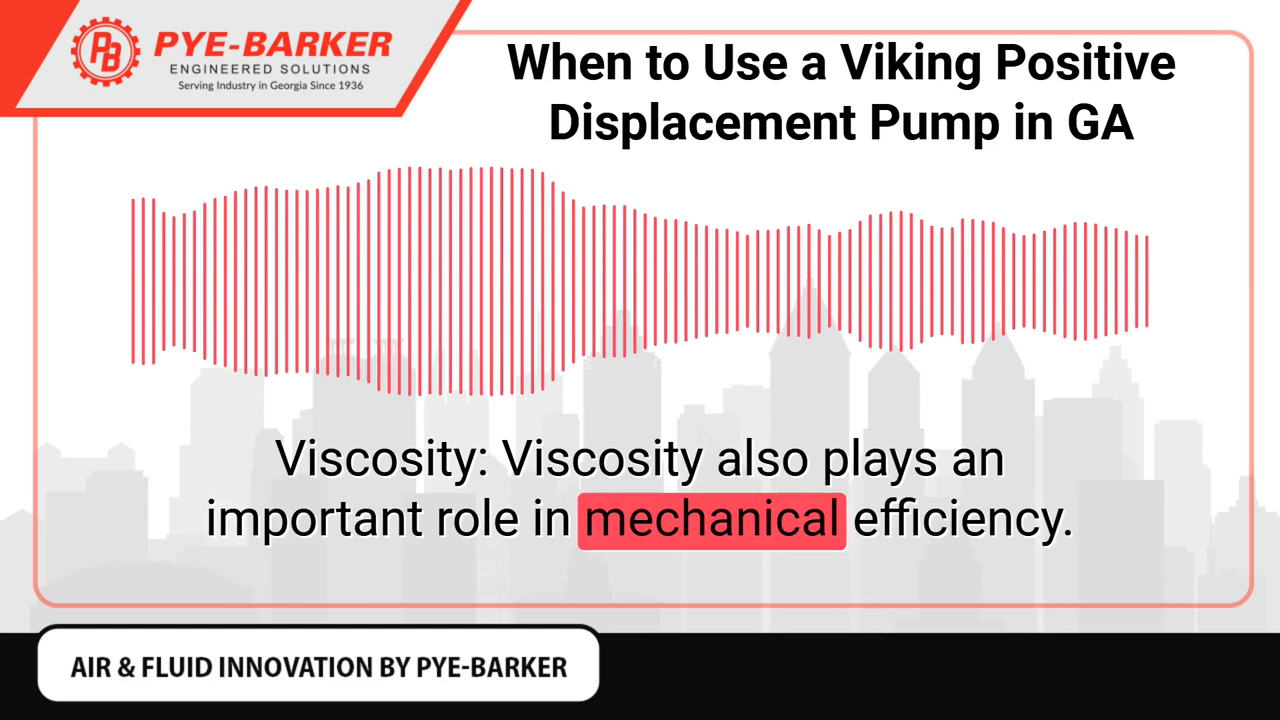 PB
PYE-BARKER
ENGINEERED SOLUTIONS
Serving Industry in Georgia Since 1936
When to Use a Viking Positive
Displacement Pump in GA
Viscosity: Viscosity also plays an
important role in mechanical efficiency.
AIR & FLUID INNOVATION BY PYE-BARKER